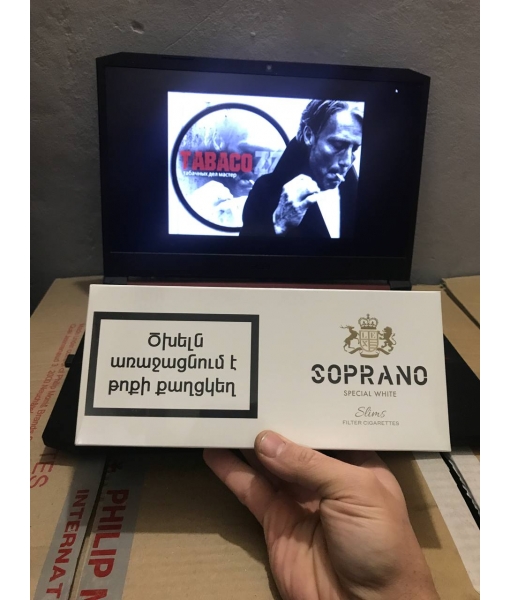 TABACO
табачных дел мастер
Ծխելն
առաջացնում է
թոքի քաղցկեղ
SOPRANO
SPECIAL WHITE
Slims
FILTER CIGARETTES
PHILIP M
INTERNAT